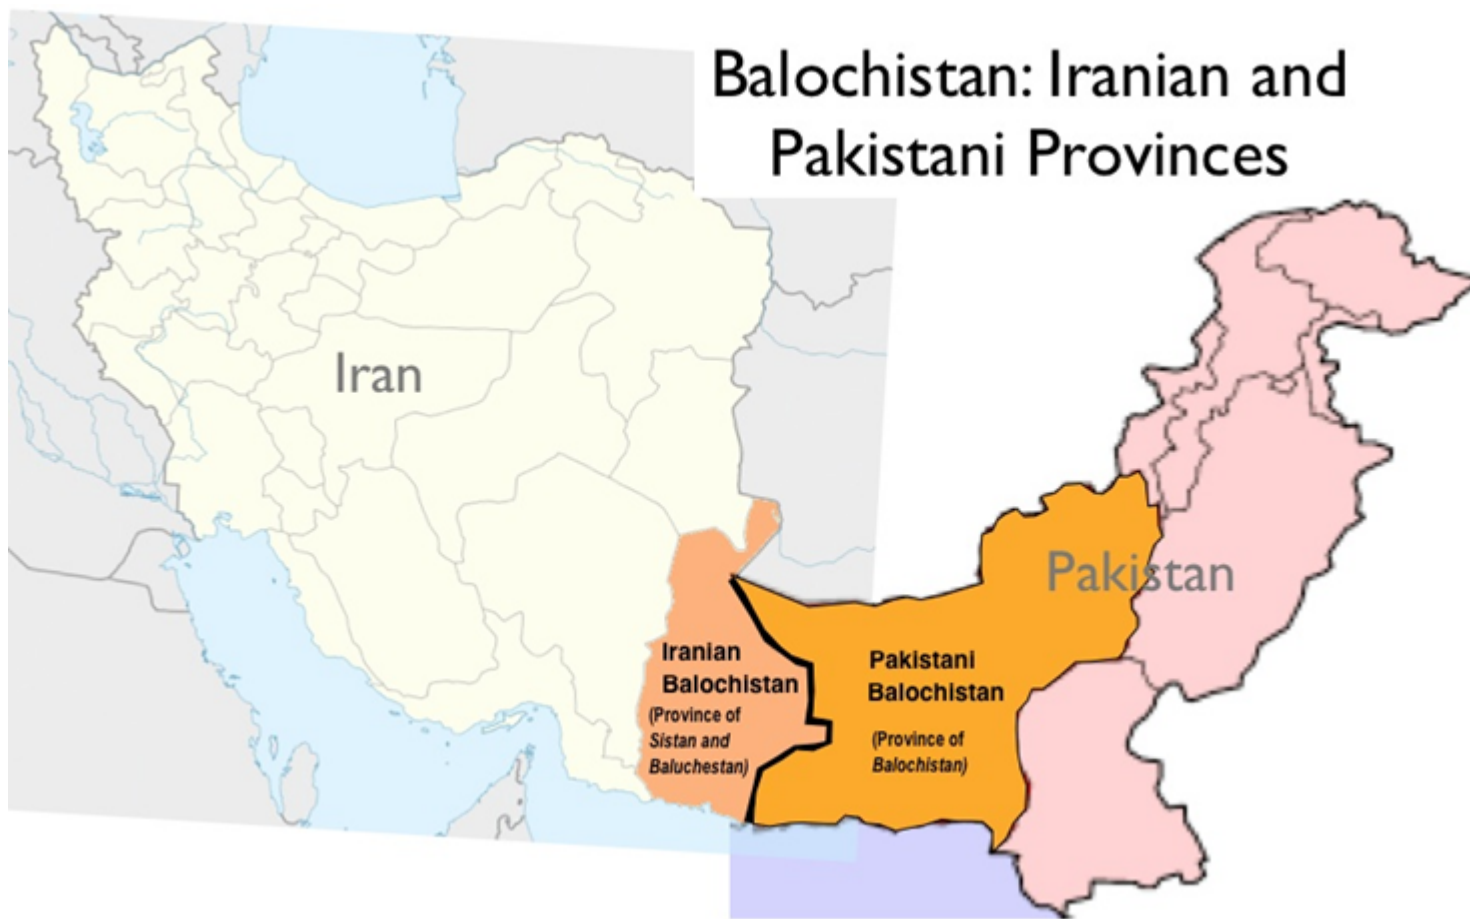 Balochistan: Iranian and
Pakistani Provinces
Iran
Pakistan
Iranian
Balochistan
(Province of
Sistan and
Baluchestan)
Pakistani
Balochistan
(Province of
Balochistan)